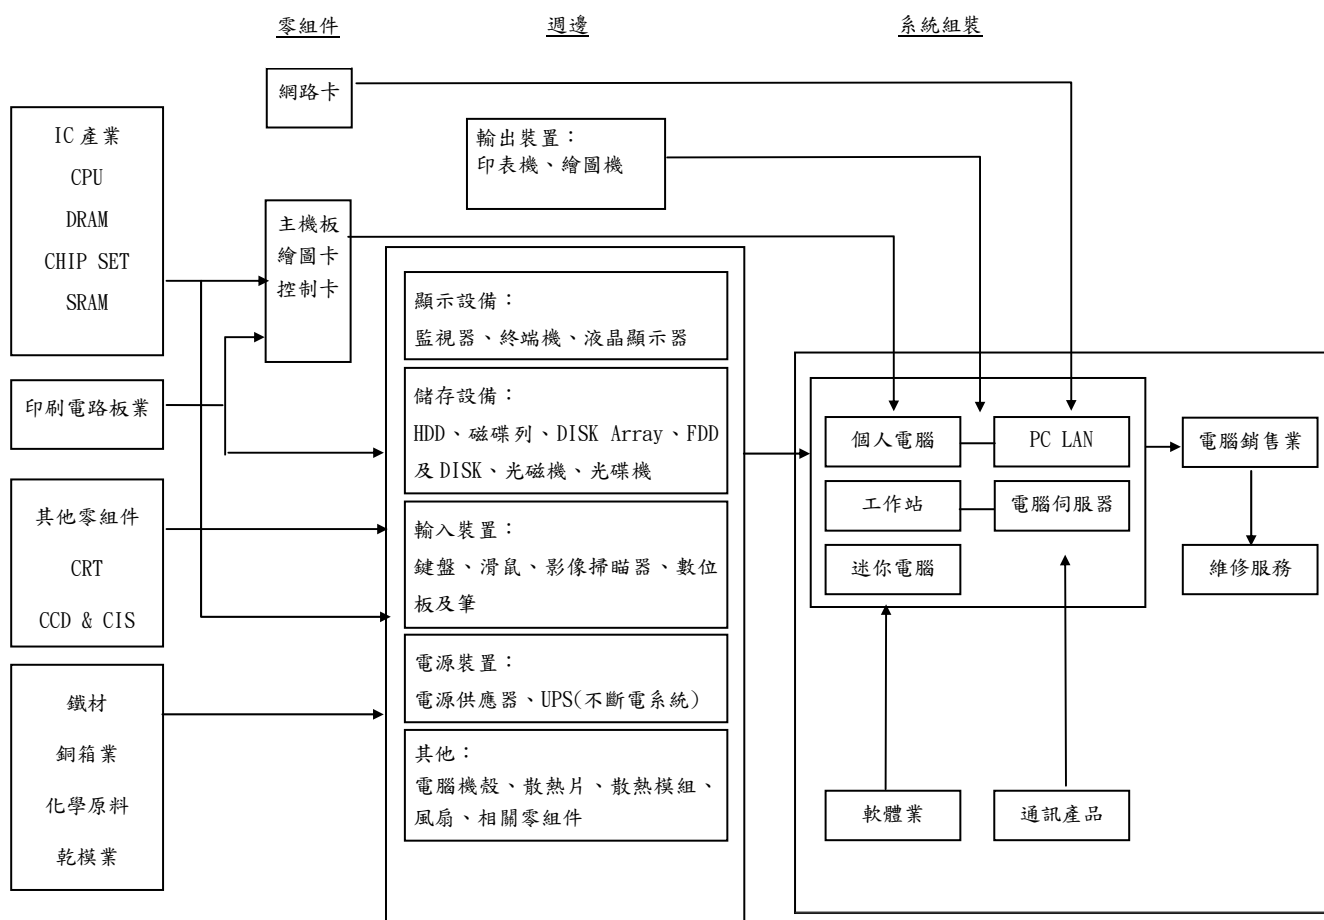 零組件
週邊
系統組裝
網路卡
IC 產業
CPU
DRAM
CHIP SET
SRAM
輸出裝置：
印表機、繪圖機
主機板
繪圖卡
控制卡
印刷電路板業
其他零組件
CRT
CCD & CIS
鐵材
銅箱業
化學原料
乾模業
顯示設備：
監視器、終端機、液晶顯示器
儲存設備：
HDD、磁碟列、DISK Array、FDD
及 DISK、光磁機、光碟機
輸入裝置：
鍵盤、滑鼠、影像掃瞄器、數位
板及筆
電源裝置：
電源供應器、UPS(不斷電系統)
其他：
電腦機殼、散熱片、散熱模組、
風扇、相關零組件
個人電腦
PC LAN
工作站
電腦伺服器
迷你電腦
軟體業
通訊產品
電腦銷售業
維修服務